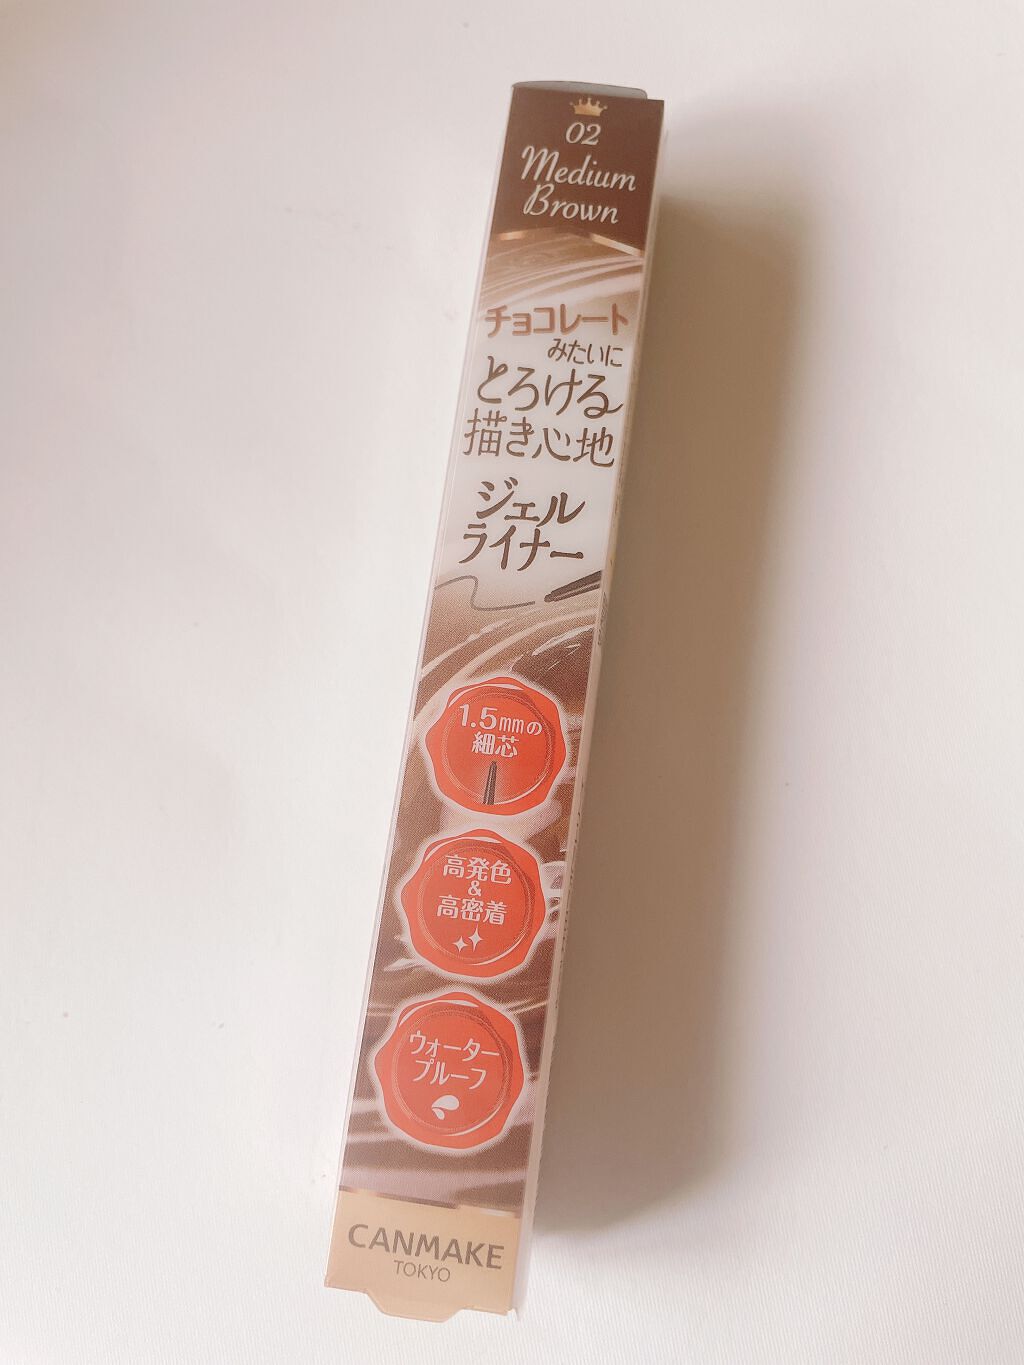 02
Medium
Brown
チョコレート
みたいに
とろける
描き心地
ジェル
ライナー
1.5mmの
細芯
高発色
&
高密着
ウォーター
プルーフ
CANMAKE
TOKYO